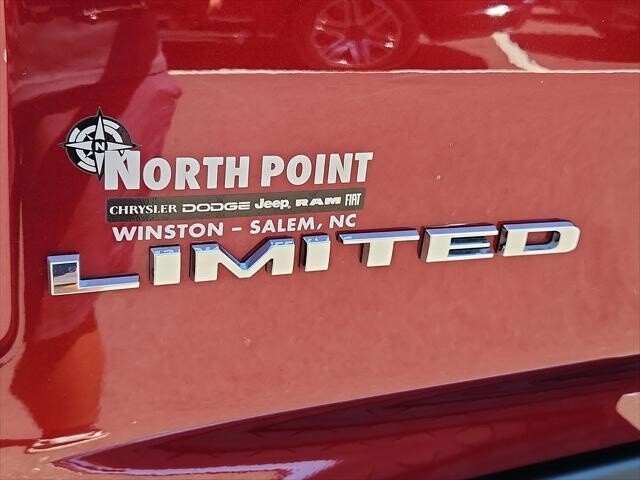 N
NORTH POINT
CHRYSLER DODGE Jeep RAM FIAT
WINSTON – SALEM, NC
LIMITED